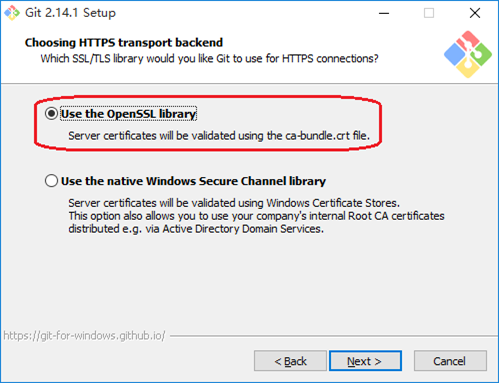 Git 2.14.1 Setup
Choosing HTTPS transport backend
Which SSL/TLS library would you like Git to use for HTTPS connections?
Use the OpenSSL library
Server certificates will be validated using the ca-bundle.crt file.
Use the native Windows Secure Channel library
Server certificates will be validated using Windows Certificate Stores.
This option also allows you to use your company's internal Root CA certificates
distributed e.g. via Active Directory Domain Services.
https://git-for-windows.github.io/
< Back Next > Cancel